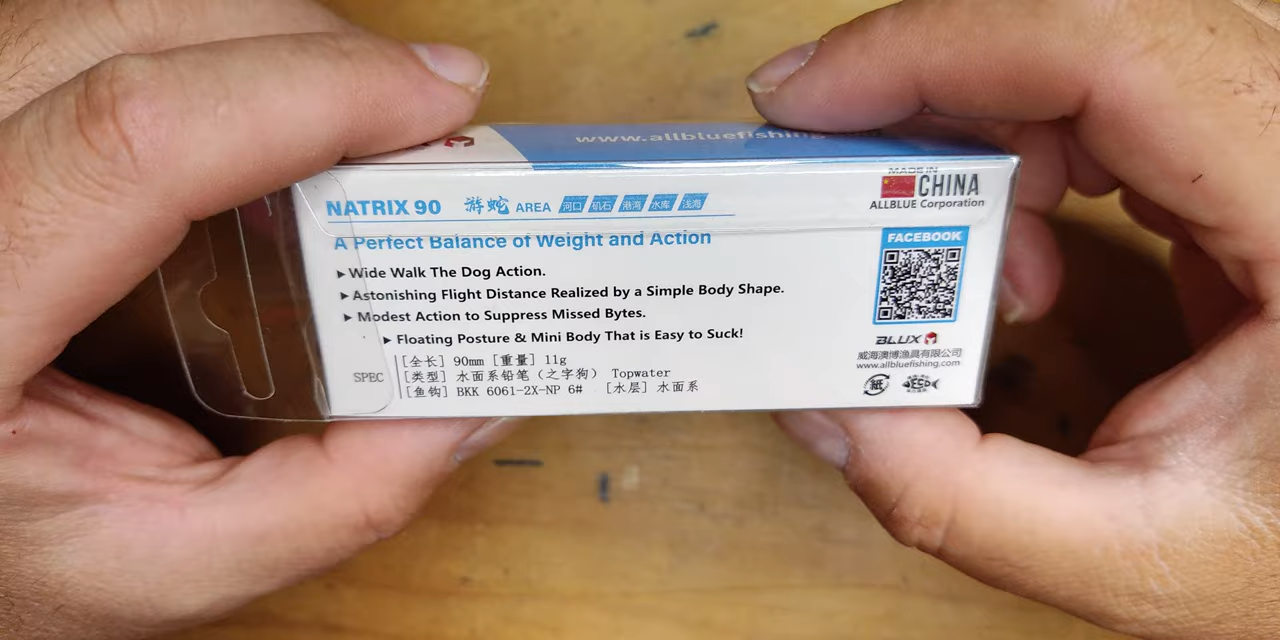 www.allbluefishing
NATRIX 90 游蛇 AREA 河口 矶石 港湾 水库 浅海
MADE IN
CHINA
ALLBLUE Corporation
A Perfect Balance of Weight and Action
FACEBOOK
▶Wide Walk The Dog Action.
▶Astonishing Flight Distance Realized by a Simple Body Shape.
▶Modest Action to Suppress Missed Bytes.
▶Floating Posture & Mini Body That is Easy to Suck!
SPEC
[全长] 90mm [重量] 11g
[类型] 水面系铅笔（之字狗） Topwater
[鱼钩] BKK 6061-2X-NP 6# [水层] 水面系
BLUX
威海澳博渔具有限公司
www.allbluefishing.com
紙
ECO